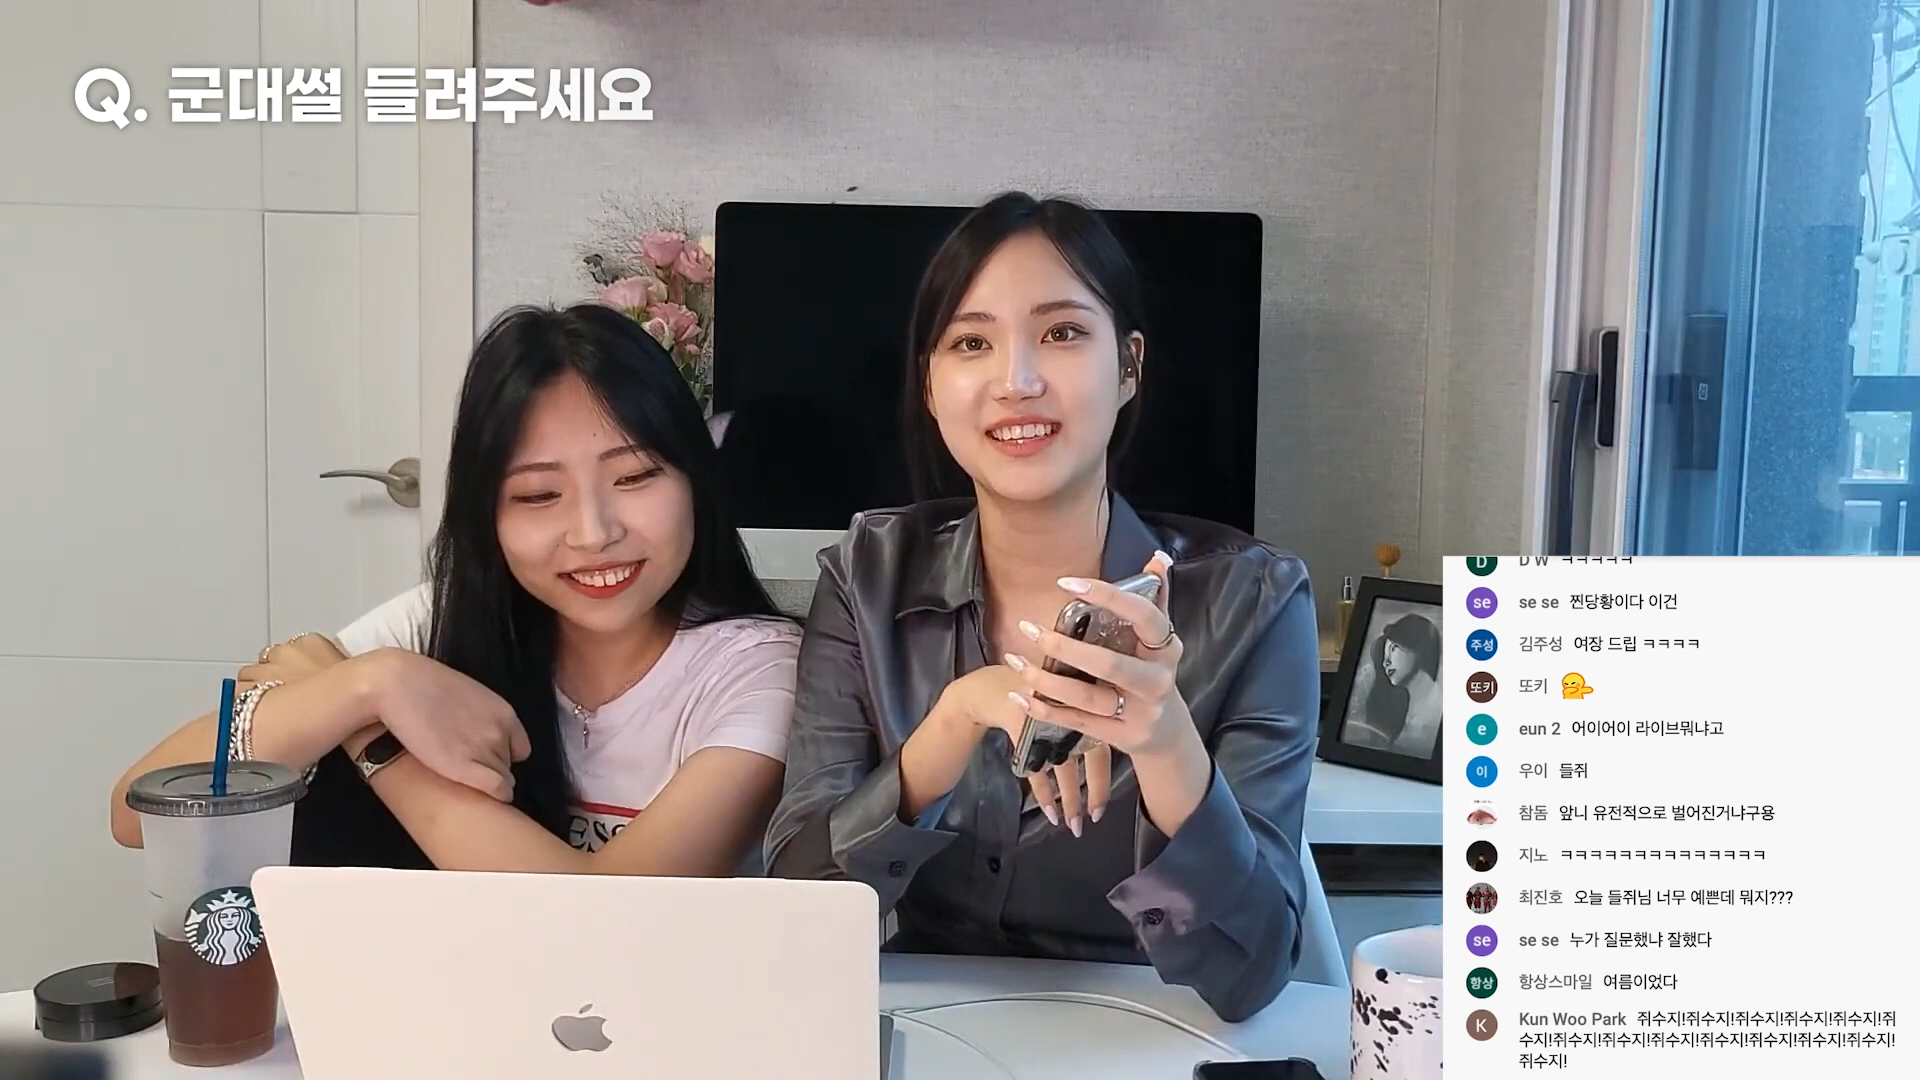 Q. 군대썰 들려주세요
ESS
D W ㅋㅋㅋㅋㅋ
se se 찐당황이다 이건
주성 김주성 여장 드립 ㅋㅋㅋㅋ
또키 또키
e eun 2 어이어이 라이브뭐냐고
이 우이 들쥐
참돔 앞니 유전적으로 벌어진거냐구용
지노 ㅋㅋㅋㅋㅋㅋㅋㅋㅋㅋㅋㅋㅋㅋ
최진호 오늘 들쥐님 너무 예쁜데 뭐지???
se se se 누가 질문했냐 잘했다
항상 항상스마일 여름이었다
K Kun Woo Park 쥐수지!쥐수지!쥐수지!쥐수지!쥐수지!쥐
수지!쥐수지!쥐수지!쥐수지!쥐수지!쥐수지!쥐수지!쥐수지!
쥐수지!